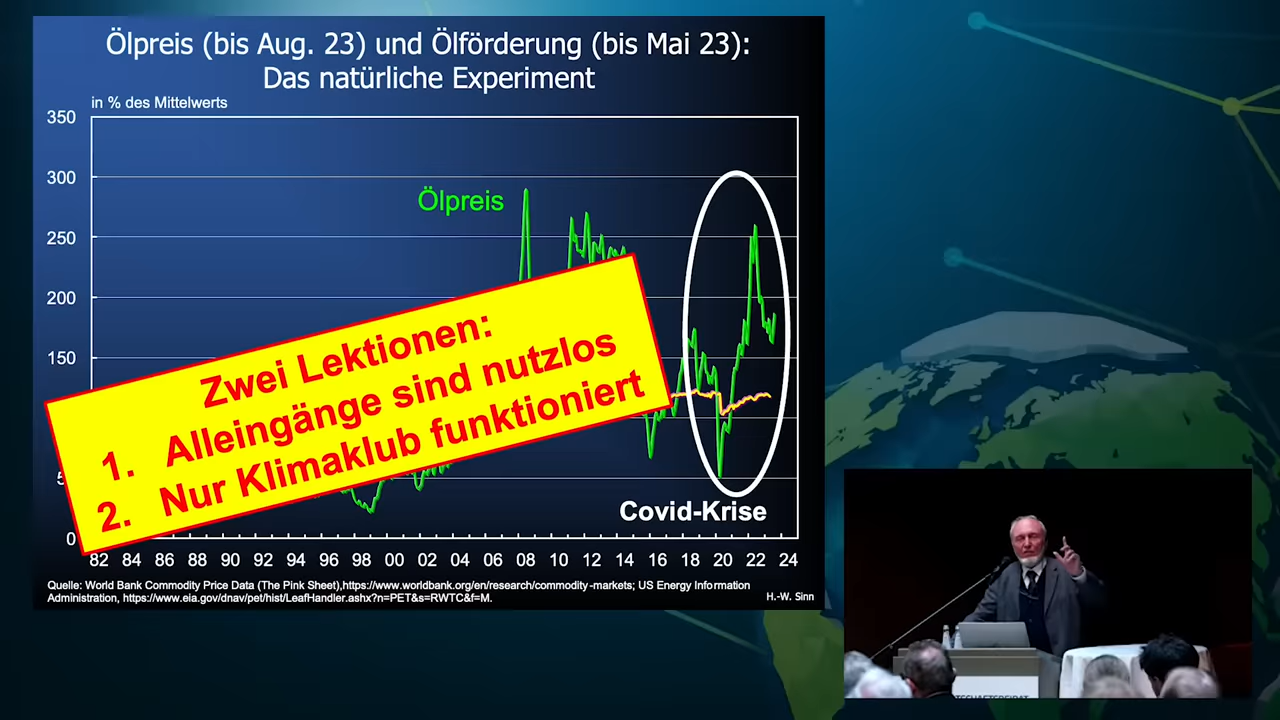 Ölpreis (bis Aug. 23) und Ölförderung (bis Mai 23):
Das natürliche Experiment
in % des Mittelwerts
350
300
250
200
150
5
0
Ölpreis
Zwei Lektionen:
1. Alleingänge sind nutzlos
2. Nur Klimaklub funktioniert
Covid-Krise
82 84 86 88 90 92 94 96 98 00 02 04 06 08 10 12 14 16 18 20 22 24
Quelle: World Bank Commodity Price Data (The Pink Sheet),https://www.worldbank.org/en/research/commodity-markets; US Energy Information
Administration, https://www.eia.gov/dnav/pet/hist/LeafHandler.ashx?n=PET&s=RWTC&f=M.
H.-W. Sinn